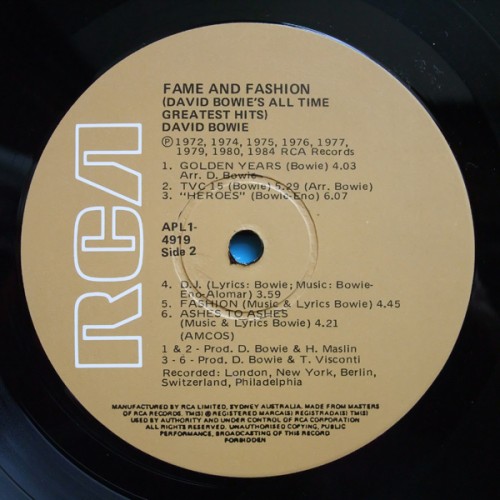 FAME AND FASHION
(DAVID BOWIE'S ALL TIME
GREATEST HITS)
DAVID BOWIE
℗ 1972, 1974, 1975, 1976, 1977,
1979, 1980, 1984 RCA Records
1. GOLDEN YEARS (Bowie) 4.03
Arr. D. Bowie
2. TVC 15 (Bowie) 5.29 (Arr. Bowie)
3. "HEROES" (Bowie-Eno) 6.07
APL1-
4919
Side 2
RCA
4. D.J. (Lyrics: Bowie; Music: Bowie-
Eno-Alomar) 3.59
5. FASHION (Music & Lyrics Bowie) 4.45
6. ASHES TO ASHES
(Music & Lyrics Bowie) 4.21
(AMCOS)
1 & 2 - Prod. D. Bowie & H. Maslin
3 - 6 - Prod. D. Bowie & T. Visconti
Recorded: London, New York, Berlin,
Switzerland, Philadelphia
MANUFACTURED BY RCA LIMITED, SYDNEY AUSTRALIA. MADE FROM MASTERS
OF RCA RECORDS, TM(S) ® REGISTERED MARCA(S) REGISTRADA(S) TM(S)
USED BY AUTHORITY AND UNDER CONTROL OF RCA CORPORATION
ALL RIGHTS RESERVED. UNAUTHORISED COPYING, PUBLIC
PERFORMANCE, BROADCASTING OF THIS RECORD
FORBIDDEN